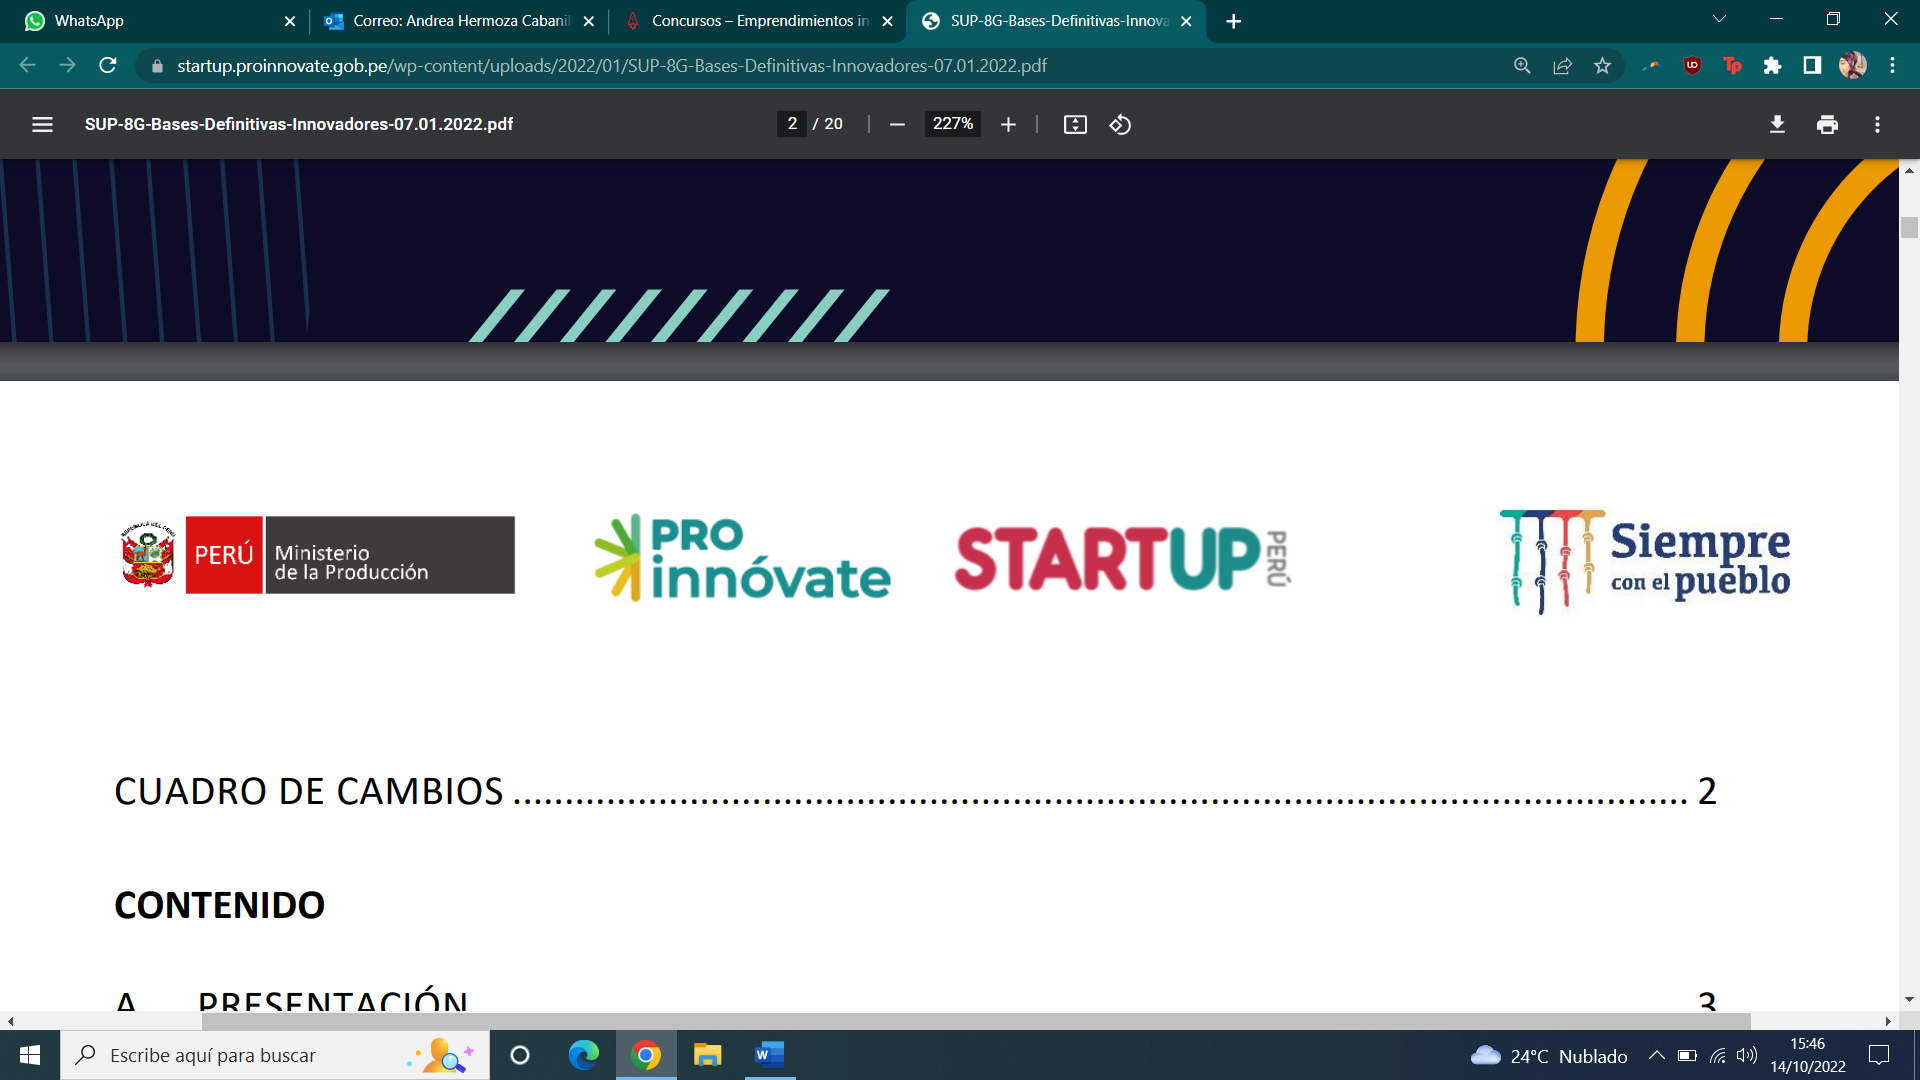 WhatsApp
Correo: Andrea Hermoza Cabanil
Concursos – Emprendimientos in
SUP-8G-Bases-Definitivas-Innova
startup.proinnovate.gob.pe/wp-content/uploads/2022/01/SUP-8G-Bases-Definitivas-Innovadores-07.01.2022.pdf
SUP-8G-Bases-Definitivas-Innovadores-07.01.2022.pdf
2 / 20
227%
PERÚ
Ministerio
de la Producción
PRO
innóvate
STARTUP
PERÚ
Siempre
con el pueblo
CUADRO DE CAMBIOS .......................................................................................................... 2
CONTENIDO
A PRESENTACIÓN 3
Escribe aquí para buscar
24°C Nublado
15:46
14/10/2022